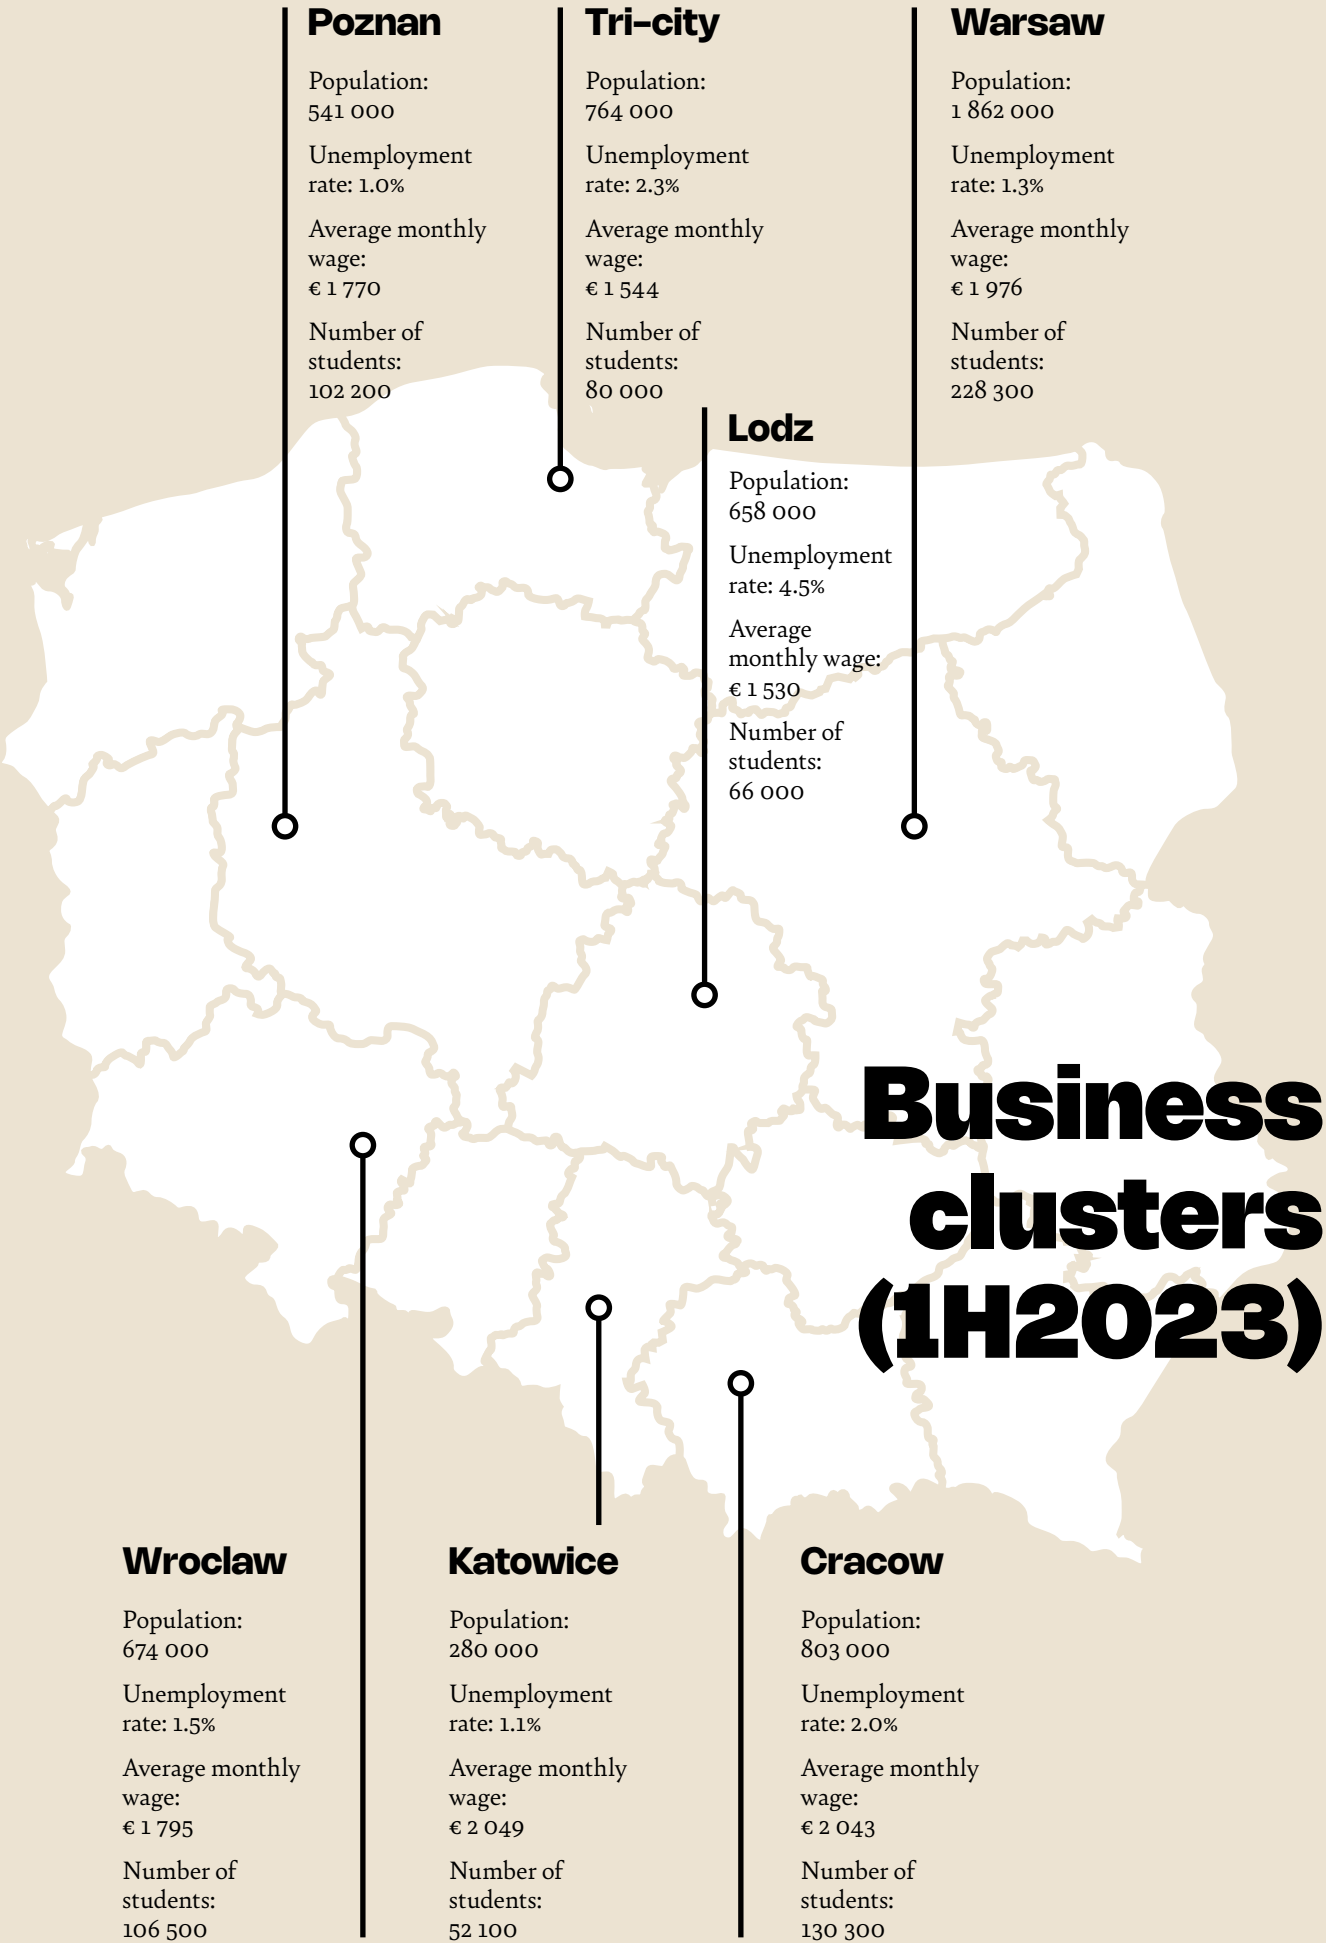 Poznan
Population:
541 000
Unemployment
rate: 1.0%
Average monthly
wage:
€ 1 770
Number of
students:
102 200
Tri-city
Population:
764 000
Unemployment
rate: 2.3%
Average monthly
wage:
€ 1 544
Number of
students:
80 000
Warsaw
Population:
1 862 000
Unemployment
rate: 1.3%
Average monthly
wage:
€ 1 976
Number of
students:
228 300
Lodz
Population:
658 000
Unemployment
rate: 4.5%
Average
monthly wage:
€ 1 530
Number of
students:
66 000
Business
clusters
(1H2023)
Wroclaw
Population:
674 000
Unemployment
rate: 1.5%
Average monthly
wage:
€ 1 795
Number of
students:
106 500
Katowice
Population:
280 000
Unemployment
rate: 1.1%
Average monthly
wage:
€ 2 049
Number of
students:
52 100
Cracow
Population:
803 000
Unemployment
rate: 2.0%
Average monthly
wage:
€ 2 043
Number of
students:
130 300